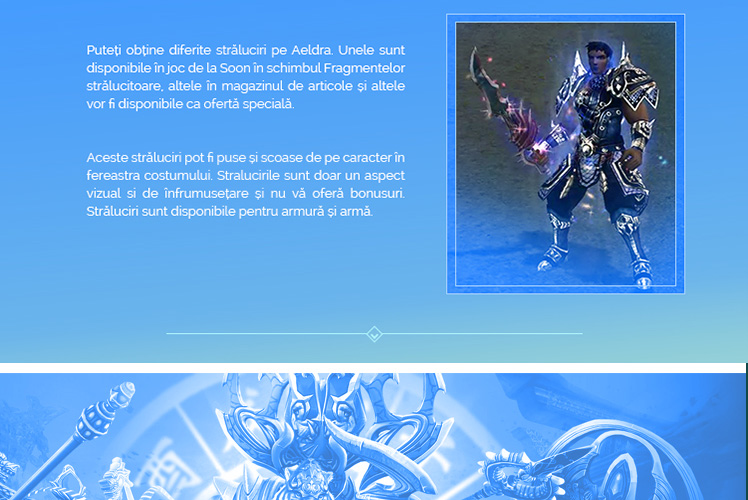 Puteți obține diferite străluciri pe Aeldra. Unele sunt
disponibile în joc de la Soon în schimbul Fragmentelor
strălucitoare, altele în magazinul de articole și altele
vor fi disponibile ca ofertă specială.
Aceste străluciri pot fi puse și scoase de pe caracter în
fereastra costumului. Stralucirile sunt doar un aspect
vizual si de înfrumusețare și nu vă oferă bonusuri.
Străluciri sunt disponibile pentru armură și armă.